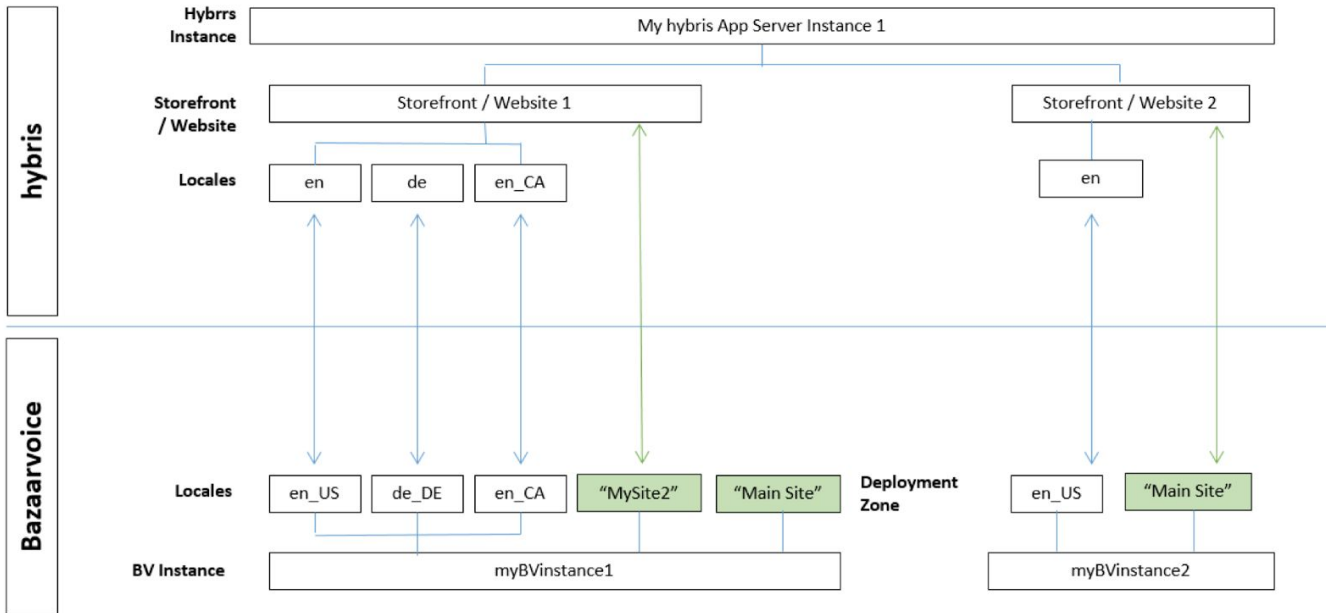 hybris
Hybrrs
Instance
My hybris App Server Instance 1
Storefront
/ Website
Storefront / Website 1
Storefront / Website 2
Locales
en
de
en_CA
en
Bazaarvoice
Locales
en_US
de_DE
en_CA
“MySite2”
“Main Site”
Deployment
Zone
en_US
“Main Site”
BV Instance
myBVinstance1
myBVinstance2